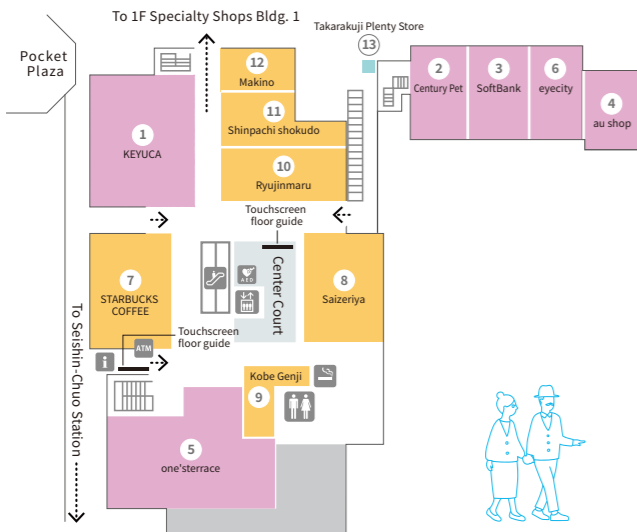 To 1F Specialty Shops Bldg. 1
Pocket
Plaza
Takarakuji Plenty Store
13
12
Makino
11
Shinpachi shokudo
10
Ryujinmaru
1
KEYUCA
2
Century Pet
3
SoftBank
6
eyecity
4
au shop
Touchscreen
floor guide
7
STARBUCKS
COFFEE
AED
Center Court
8
Saizeriya
Touchscreen
floor guide
ATM
i
To Seishin-Chuo Station
Kobe Genji
9
5
one'sterrace